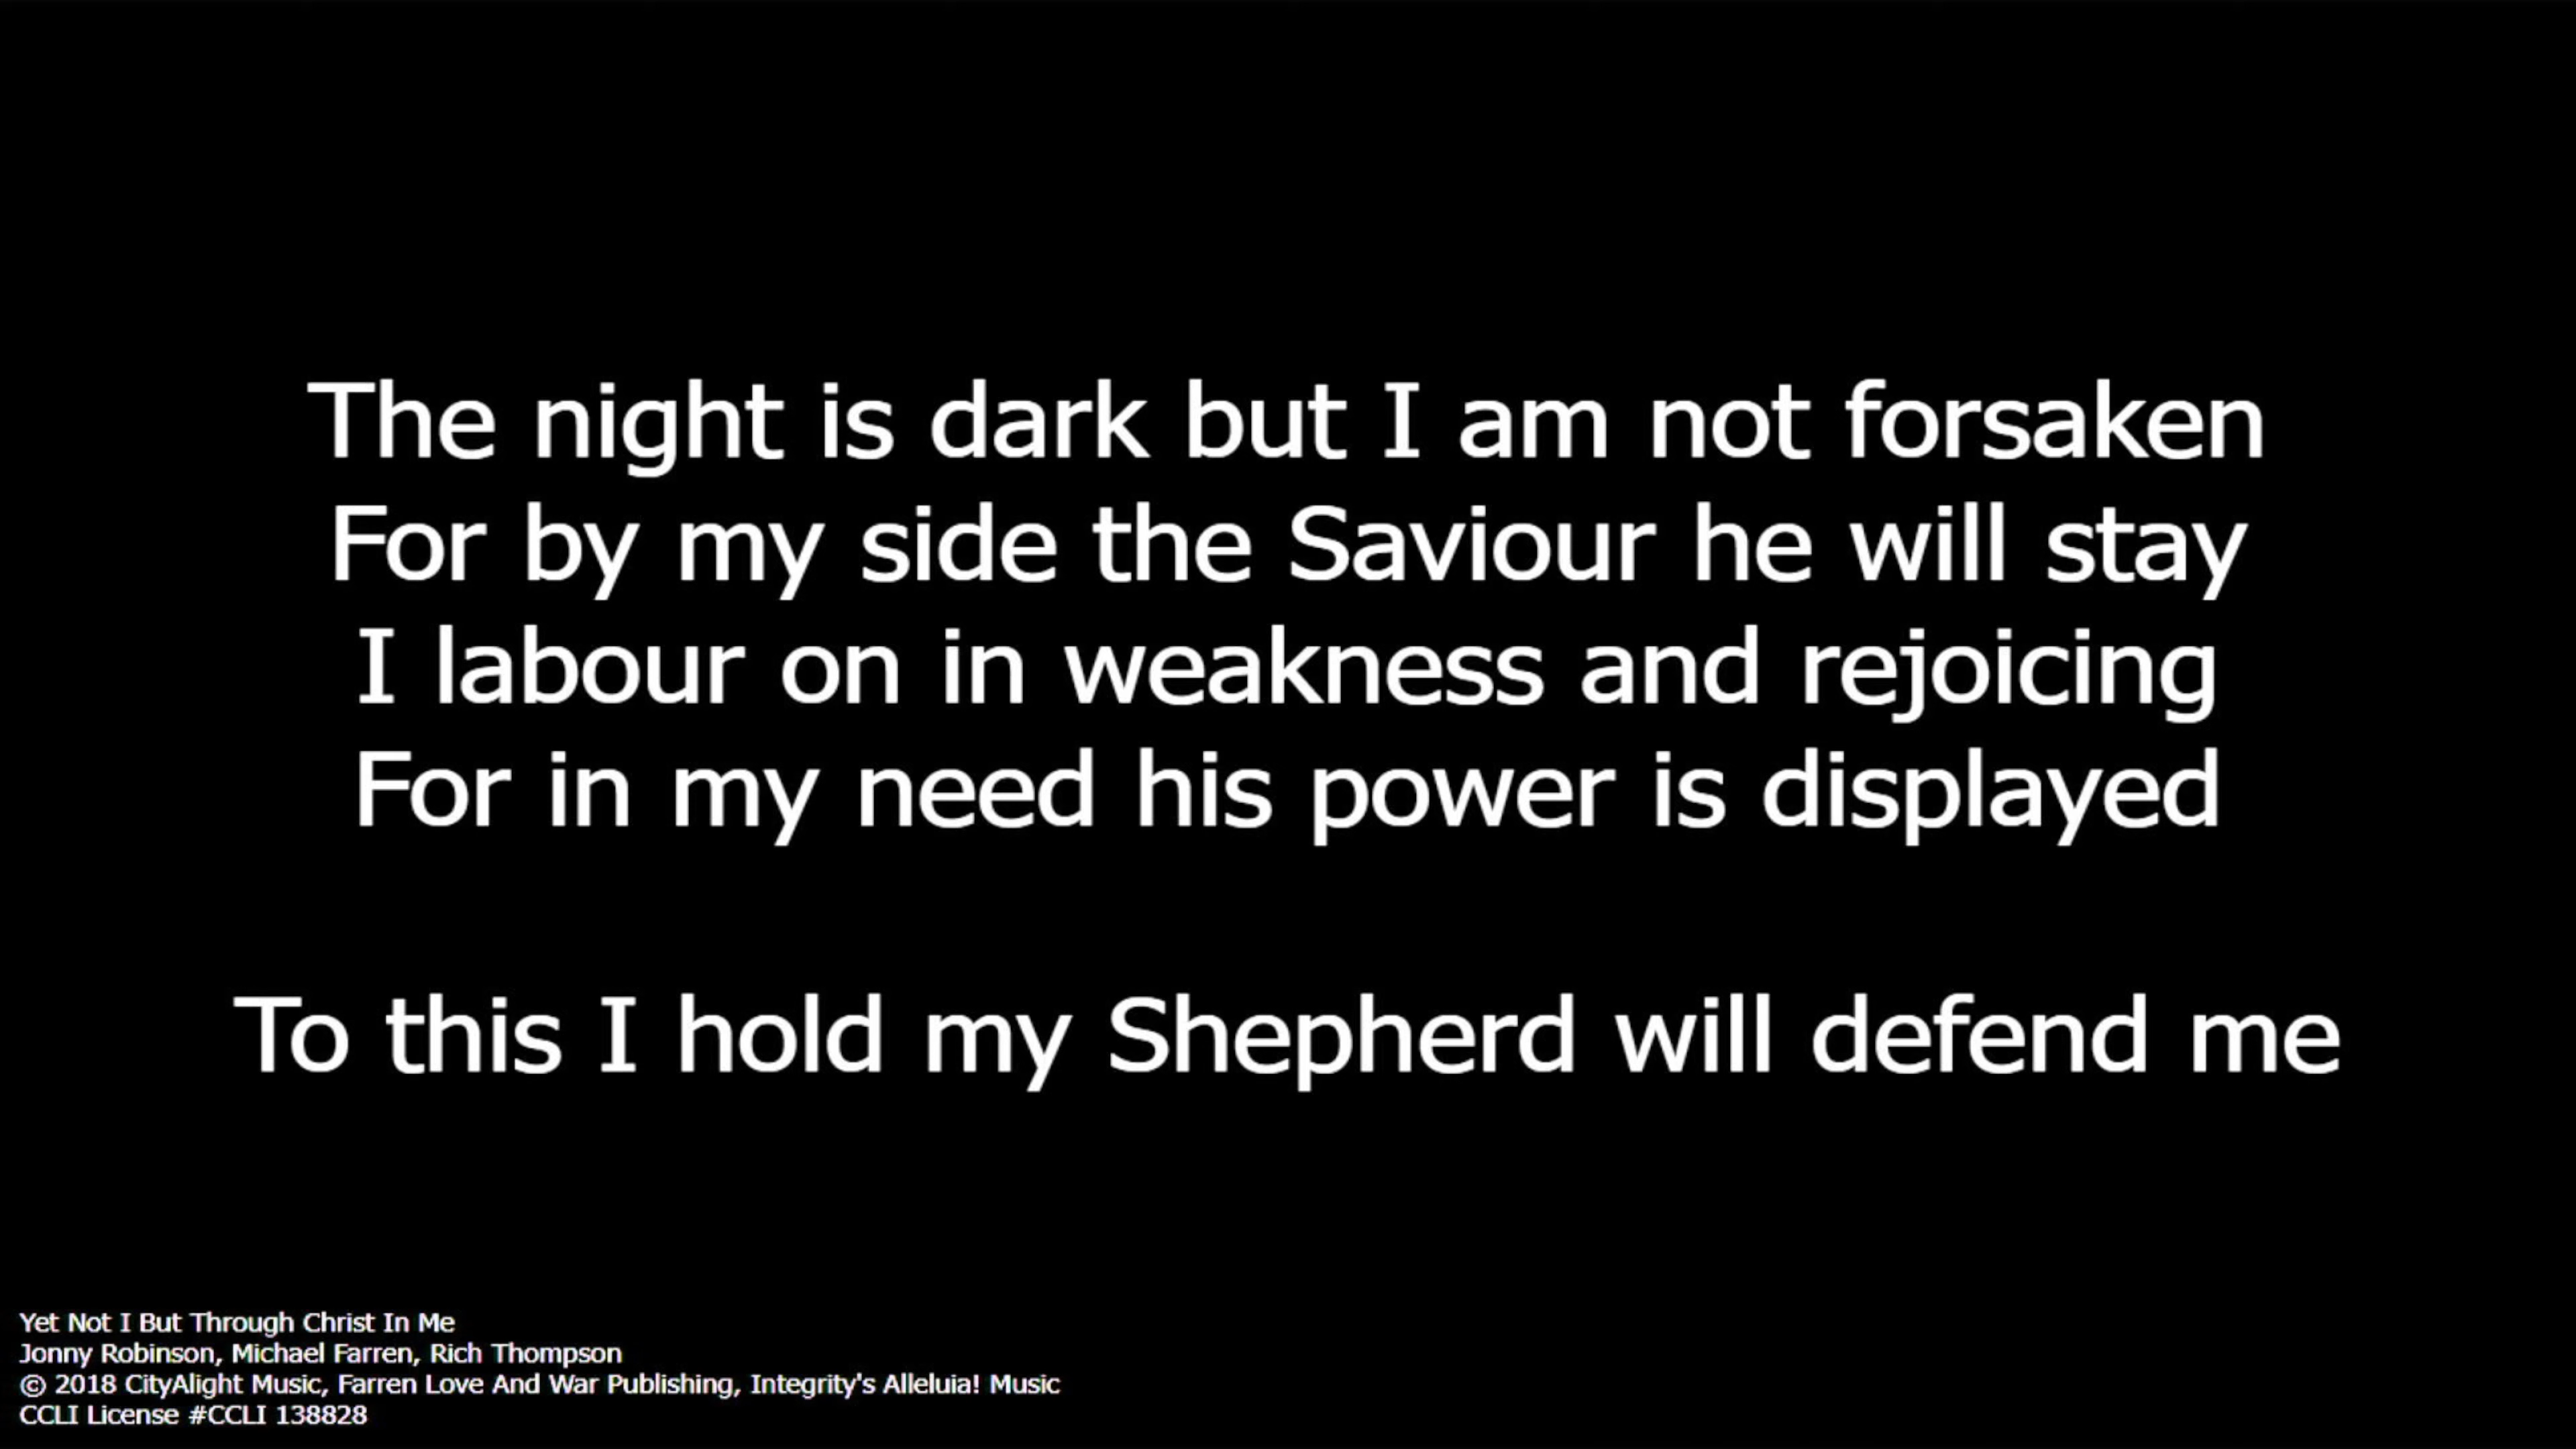 The night is dark but I am not forsaken
For by my side the Saviour he will stay
I labour on in weakness and rejoicing
For in my need his power is displayed
To this I hold my Shepherd will defend me
Yet Not I But Through Christ In Me
Jonny Robinson, Michael Farren, Rich Thompson
© 2018 CityAlight Music, Farren Love And War Publishing, Integrity's Alleluia! Music
CCLI License #CCLI 138828